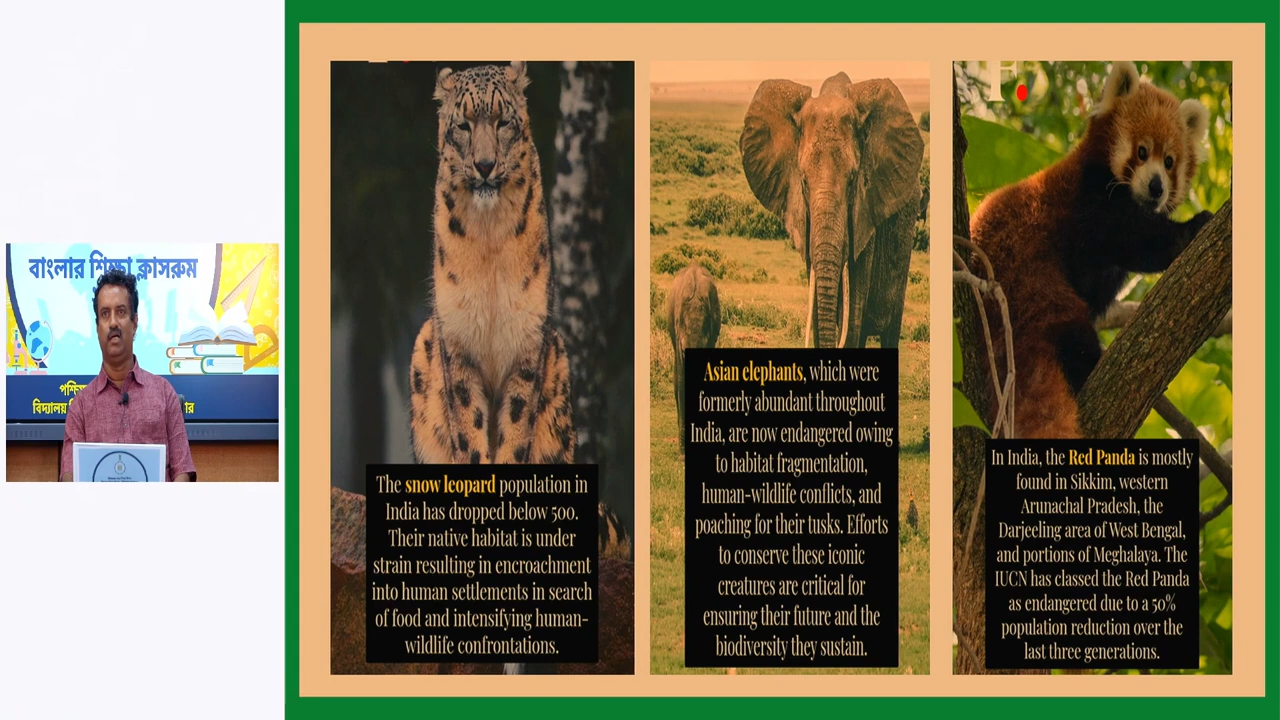 বাংলার শিক্ষা ক্লাসরুম
The snow leopard population in
India has dropped below 500.
Their native habitat is under
strain resulting in encroachment
into human settlements in search
of food and intensifying human-
wildlife confrontations.
Asian elephants, which were
formerly abundant throughout
India, are now endangered owing
to habitat fragmentation,
human-wildlife conflicts, and
poaching for their tusks. Efforts
to conserve these iconic
creatures are critical for
ensuring their future and the
biodiversity they sustain.
In India, the Red Panda is mostly
found in Sikkim, western
Arunachal Pradesh, the
Darjeeling area of West Bengal,
and portions of Meghalaya. The
IUCN has classed the Red Panda
as endangered due to a 50%
population reduction over the
last three generations.